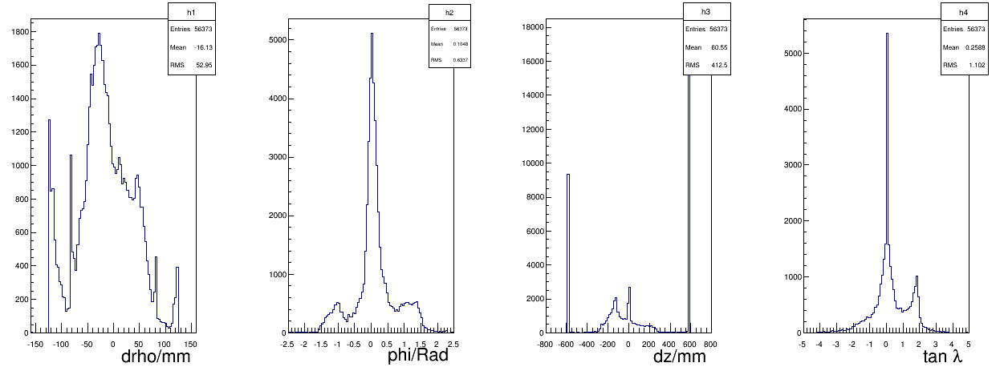 h1
Entries 56373
Mean -16.13
RMS 52.95
1800
1600
1400
1200
1000
800
600
400
200
0
-150 -100 -50 0 50 100 150
drho/mm
h2
Entries 56373
Mean 0.1048
RMS 0.6337
5000
4000
3000
2000
1000
0
-2.5 -2 -1.5 -1 -0.5 0 0.5 1 1.5 2 2.5
phi/Rad
h3
Entries 56373
Mean 60.55
RMS 412.5
18000
16000
14000
12000
10000
8000
6000
4000
2000
0
-800 -600 -400 -200 0 200 400 600 800
dz/mm
h4
Entries 56373
Mean 0.2588
RMS 1.102
5000
4000
3000
2000
1000
0
-5 -4 -3 -2 -1 0 1 2 3 4 5
tan λ